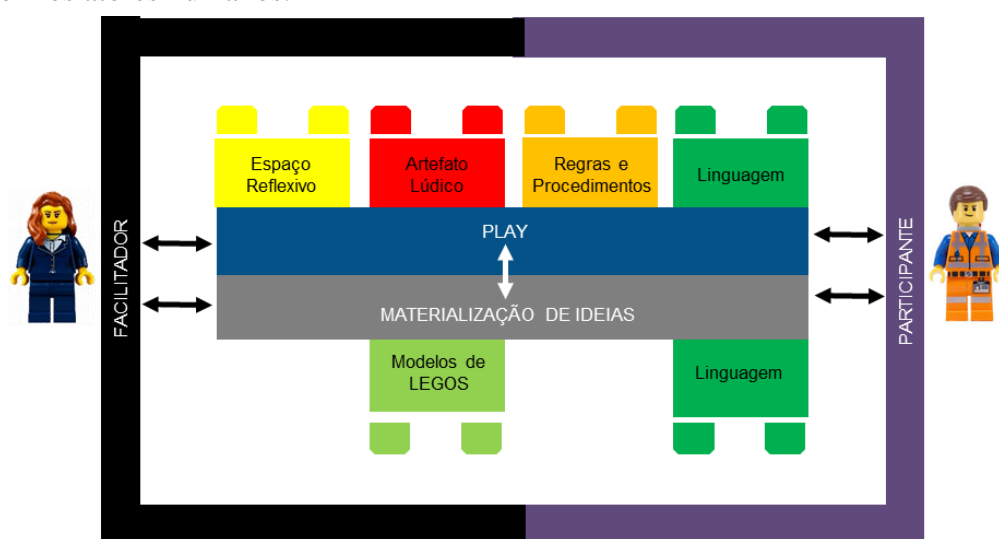 Espaço
Reflexivo
Artefato
Lúdico
Regras e
Procedimentos
Linguagem
PLAY
FACILITADOR
PARTICIPANTE
MATERIALIZAÇÃO DE IDEIAS
Modelos de
LEGOS
Linguagem